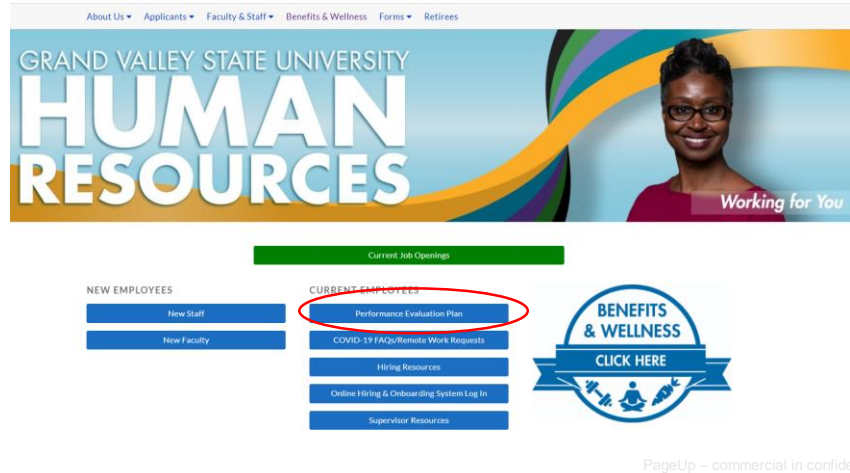 About Us Applicants Faculty & Staff Benefits & Wellness Forms Retirees
GRAND VALLEY STATE UNIVERSITY
HUMAN
RESOURCES
Working for You
Current Job Openings
NEW EMPLOYEES
New Staff
New Faculty
CURRENT EMPLOYEES
Performance Evaluation Plan
COVID-19 FAQs/Remote Work Requests
Hiring Resources
Online Hiring & Onboarding System Log In
Supervisor Resources
BENEFITS
& WELLNESS
CLICK HERE
PageUp – commercial in confid